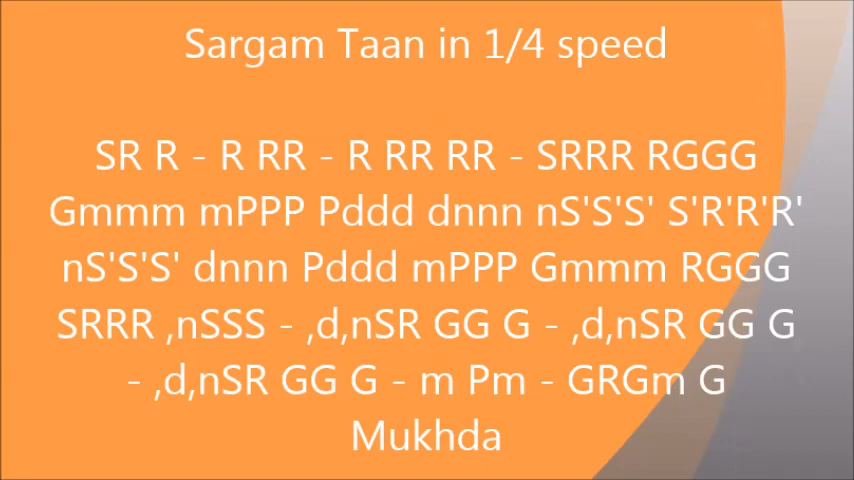 Sargam Taan in 1/4 speed
SR R - R RR - R RR RR - SRRR RGGG
Gmmm mPPP Pddd dnnn nS'S'S' S'R'R'R'
nS'S'S' dnnn Pddd mPPP Gmmm RGGG
SRRR ,nSSS - ,d,nSR GG G - ,d,nSR GG G
- ,d,nSR GG G - m Pm - GRGm G
Mukhda